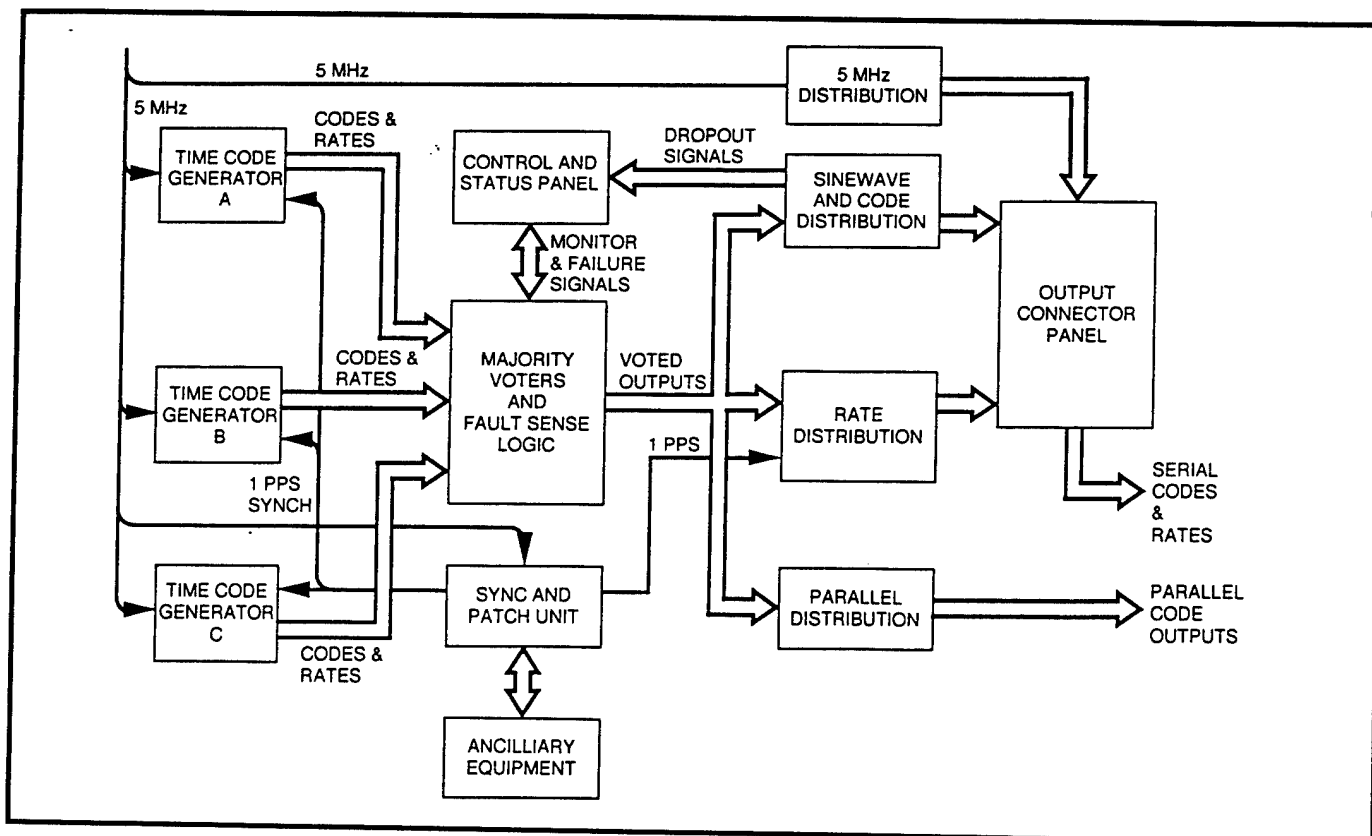 5 MHz
5 MHz
DISTRIBUTION
5 MHz
CODES &
RATES
TIME CODE
GENERATOR
A
CONTROL AND
STATUS PANEL
DROPOUT
SIGNALS
SINEWAVE
AND CODE
DISTRIBUTION
MONITOR
& FAILURE
SIGNALS
OUTPUT
CONNECTOR
PANEL
CODES &
RATES
TIME CODE
GENERATOR
B
MAJORITY
VOTERS
AND
FAULT SENSE
LOGIC
VOTED
OUTPUTS
RATE
DISTRIBUTION
1 PPS
1 PPS
SYNCH
SERIAL
CODES
&
RATES
TIME CODE
GENERATOR
C
CODES &
RATES
SYNC AND
PATCH UNIT
PARALLEL
DISTRIBUTION
PARALLEL
CODE
OUTPUTS
ANCILLIARY
EQUIPMENT